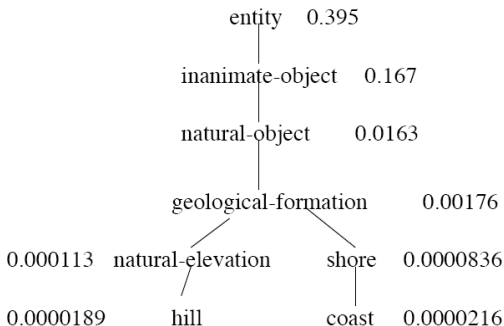 entity 0.395
inanimate-object 0.167
natural-object 0.0163
geological-formation 0.00176
0.000113 natural-elevation shore 0.0000836
0.0000189 hill coast 0.0000216